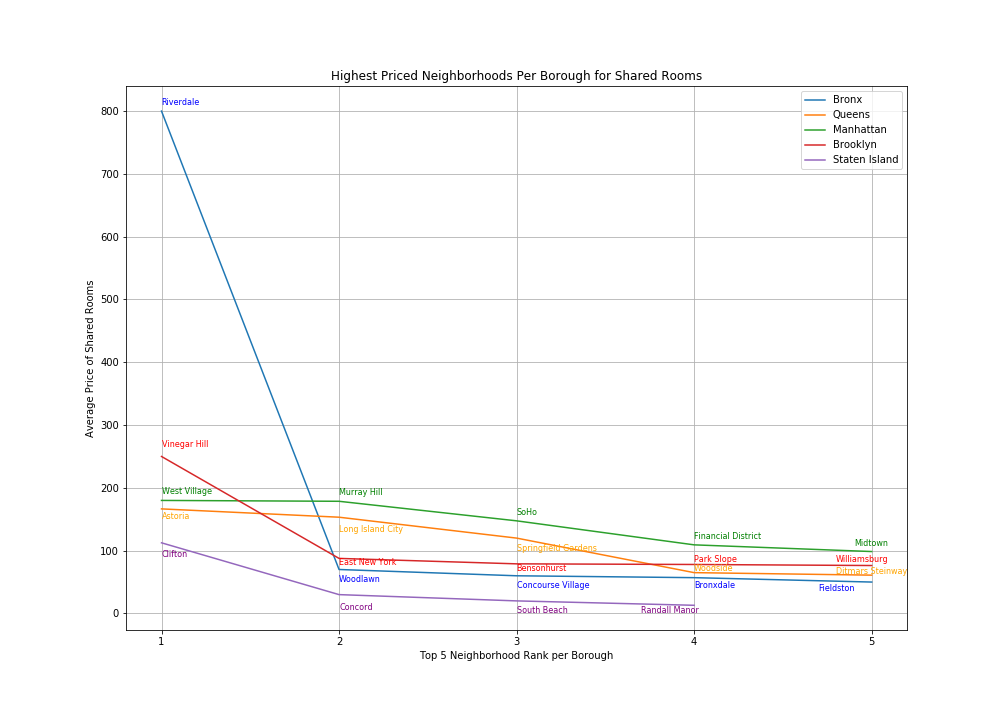 Highest Priced Neighborhoods Per Borough for Shared Rooms
Bronx
Queens
Manhattan
Brooklyn
Staten Island
Average Price of Shared Rooms
800
700
600
500
400
300
200
100
0
Riverdale
Vinegar Hill
West Village
Murray Hill
Astoria
SoHo
Long Island City
Financial District
Springfield Gardens
Midtown
Clifton
East New York
Bensonhurst
Park Slope
Williamsburg
Woodside
Ditmars Steinway
Woodlawn
Concourse Village
Bronxdale
Fieldston
Concord
South Beach
Randall Manor
1
2
3
4
5
Top 5 Neighborhood Rank per Borough